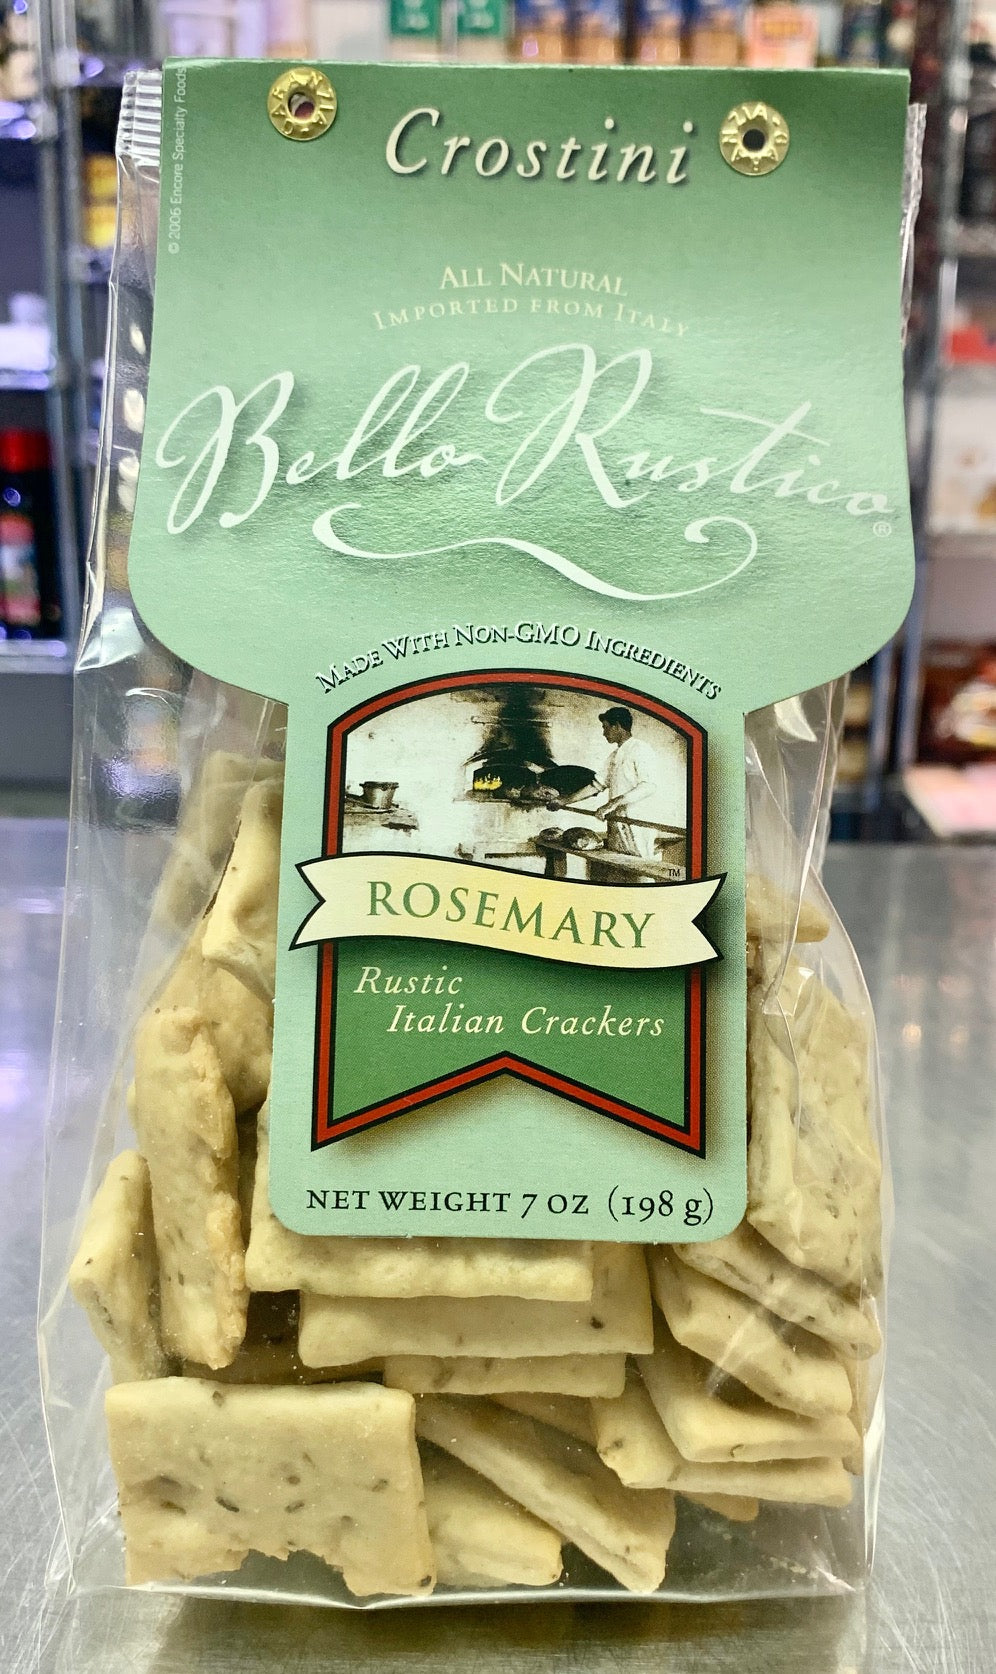 © 2006 Encore Specialty Foods
Crostini
All Natural
Imported from Italy
Bello Rustico®
Made With Non-GMO Ingredients
TM
ROSEMARY
Rustic
Italian Crackers
NET WEIGHT 7 OZ (198 g)